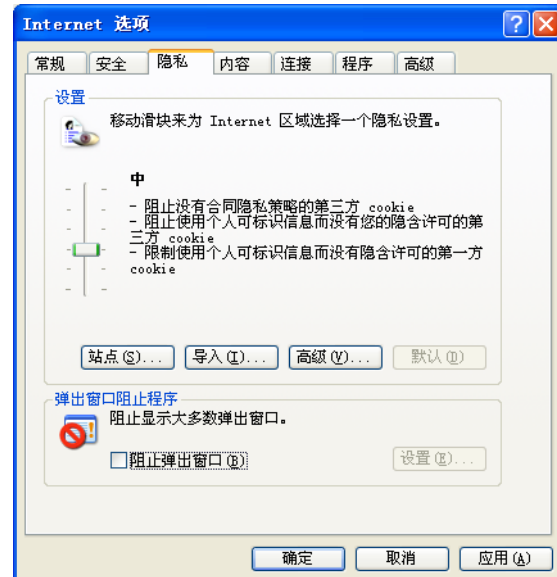 Internet 选项
常规 安全 隐私 内容 连接 程序 高级
设置
移动滑块来为 Internet 区域选择一个隐私设置。
中
- 阻止没有合同隐私策略的第三方 cookie
- 阻止使用个人可标识信息而没有您的隐含许可的第
三方 cookie
- 限制使用个人可标识信息而没有隐含许可的第一方
cookie
站点(S)... 导入(I)... 高级(V)... 默认(D)
弹出窗口阻止程序
阻止显示大多数弹出窗口。
阻止弹出窗口(B) 设置(E)...
确定 取消 应用(A)